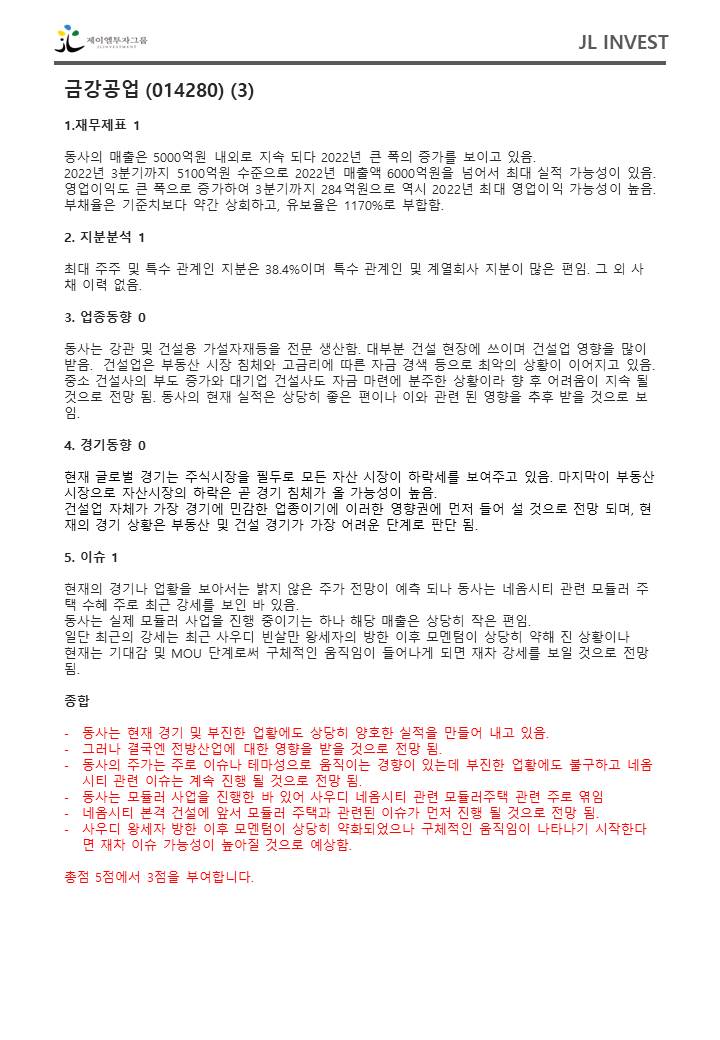 제이엘투자그룹
JLINVESTMENT
JL INVEST
금강공업 (014280) (3)
1.재무제표 1
동사의 매출은 5000억원 내외로 지속 되다 2022년 큰 폭의 증가를 보이고 있음.
2022년 3분기까지 5100억원 수준으로 2022년 매출액 6000억원을 넘어서 최대 실적 가능성이 있음.
영업이익도 큰 폭으로 증가하여 3분기까지 284억원으로 역시 2022년 최대 영업이익 가능성이 높음.
부채율은 기준치보다 약간 상회하고, 유보율은 1170%로 부합함.
2. 지분분석 1
최대 주주 및 특수 관계인 지분은 38.4%이며 특수 관계인 및 계열회사 지분이 많은 편임. 그 외 사
채 이력 없음.
3. 업종동향 0
동사는 강관 및 건설용 가설자재등을 전문 생산함. 대부분 건설 현장에 쓰이며 건설업 영향을 많이
받음. 건설업은 부동산 시장 침체와 고금리에 따른 자금 경색 등으로 최악의 상황이 이어지고 있음.
중소 건설사의 부도 증가와 대기업 건설사도 자금 마련에 분주한 상황이라 향 후 어려움이 지속 될
것으로 전망 됨. 동사의 현재 실적은 상당히 좋은 편이나 이와 관련 된 영향을 추후 받을 것으로 보
임.
4. 경기동향 0
현재 글로벌 경기는 주식시장을 필두로 모든 자산 시장이 하락세를 보여주고 있음. 마지막이 부동산
시장으로 자산시장의 하락은 곧 경기 침체가 올 가능성이 높음.
건설업 자체가 가장 경기에 민감한 업종이기에 이러한 영향권에 먼저 들어 설 것으로 전망 되며, 현
재의 경기 상황은 부동산 및 건설 경기가 가장 어려운 단계로 판단 됨.
5. 이슈 1
현재의 경기나 업황을 보아서는 밝지 않은 주가 전망이 예측 되나 동사는 네옴시티 관련 모듈러 주
택 수혜 주로 최근 강세를 보인 바 있음.
동사는 실제 모듈러 사업을 진행 중이기는 하나 해당 매출은 상당히 작은 편임.
일단 최근의 강세는 최근 사우디 빈살만 왕세자의 방한 이후 모멘텀이 상당히 약해 진 상황이나
현재는 기대감 및 MOU 단계로써 구체적인 움직임이 들어나게 되면 재차 강세를 보일 것으로 전망
됨.
종합
- 동사는 현재 경기 및 부진한 업황에도 상당히 양호한 실적을 만들어 내고 있음.
- 그러나 결국엔 전방산업에 대한 영향을 받을 것으로 전망 됨.
- 동사의 주가는 주로 이슈나 테마성으로 움직이는 경향이 있는데 부진한 업황에도 불구하고 네옴
시티 관련 이슈는 계속 진행 될 것으로 전망 됨.
- 동사는 모듈러 사업을 진행한 바 있어 사우디 네옴시티 관련 모듈러주택 관련 주로 엮임
- 네옴시티 본격 건설에 앞서 모듈러 주택과 관련된 이슈가 먼저 진행 될 것으로 전망 됨.
- 사우디 왕세자 방한 이후 모멘텀이 상당히 약화되었으나 구체적인 움직임이 나타나기 시작한다
면 재차 이슈 가능성이 높아질 것으로 예상함.
총점 5점에서 3점을 부여합니다.